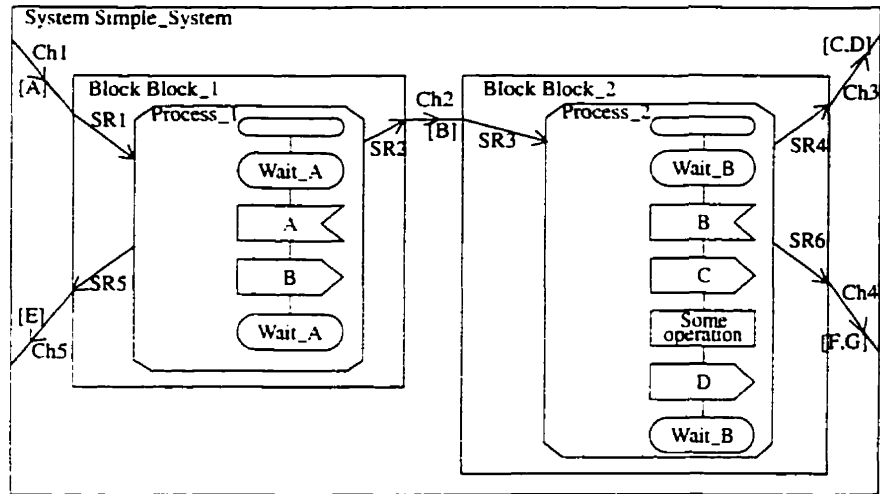 System Simple_System
Ch1
[A]
SR1
Block Block_1
Process_1
Wait_A
A
B
Wait_A
SR2
SR5
[E]
Ch5
Ch2
[B]
Block Block_2
Process_2
SR3
Wait_B
B
C
Some
operation
D
Wait_B
SR4
[C,D]
Ch3
SR6
Ch4
[F,G]